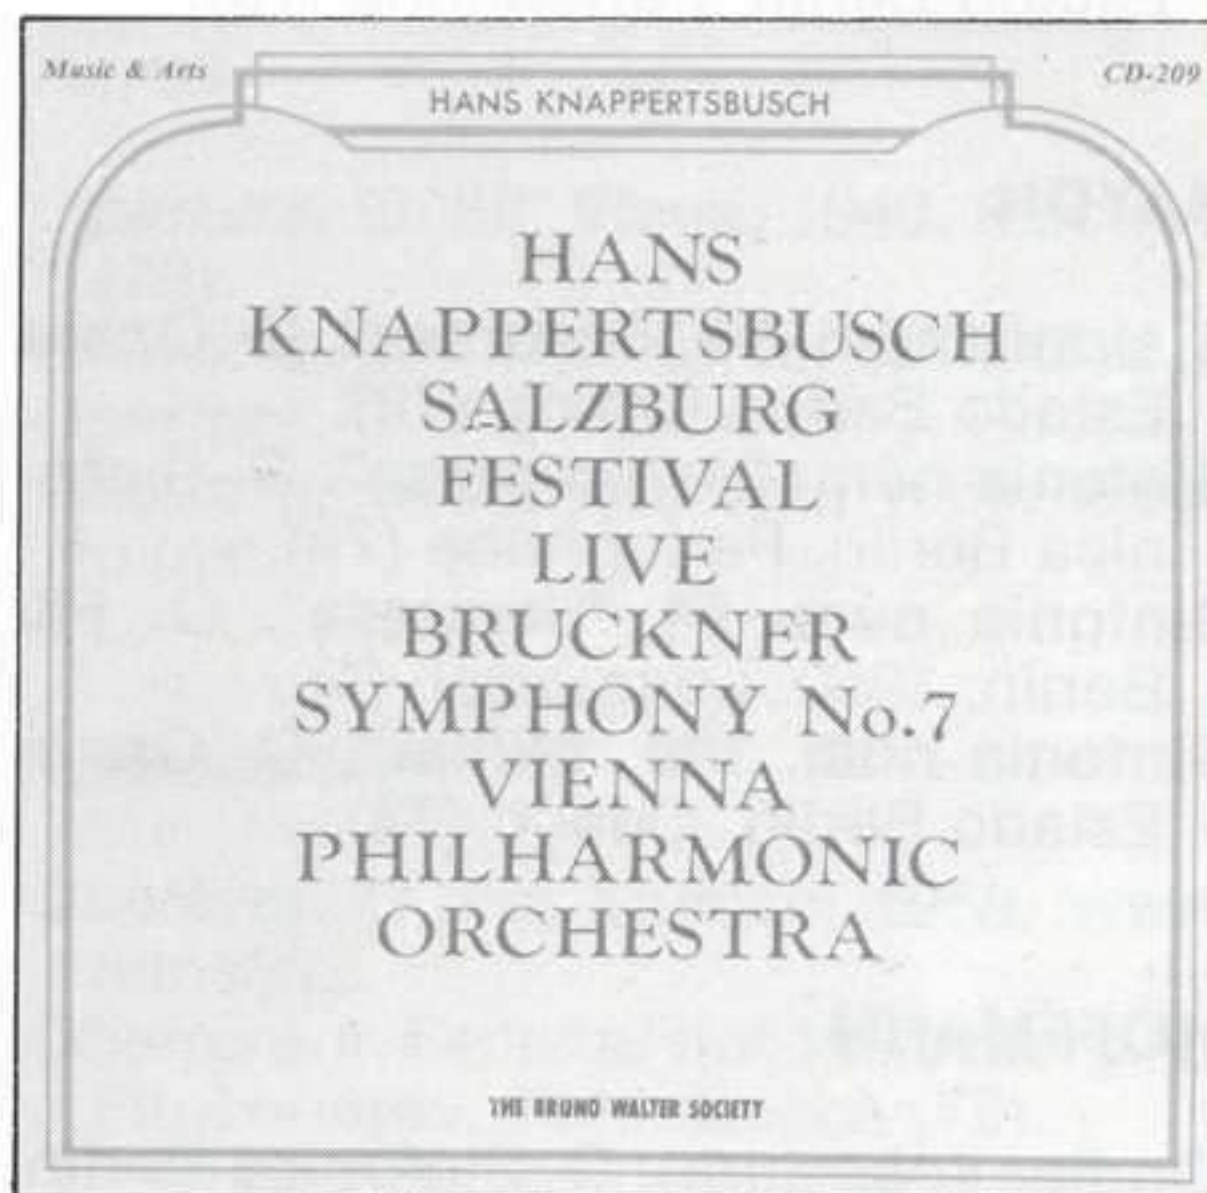 Music & Arts
CD-209
HANS KNAPPERTSBUSCH
HANS
KNAPPERTSBUSCH
SALZBURG
FESTIVAL
LIVE
BRUCKNER
SYMPHONY No.7
VIENNA
PHILHARMONIC
ORCHESTRA
THE BRUNO WALTER SOCIETY